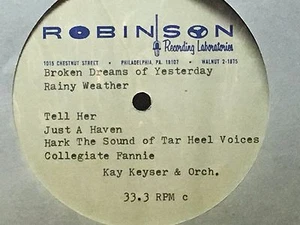 ROBINSON
Recording Laboratories
1019 CHESTNUT STREET • PHILADELPHIA, PA. 19107 • WALNUT 2-1875
Broken Dreams of Yesterday
Rainy Weather
Tell Her
Just A Haven
Hark The Sound of Tar Heel Voices
Collegiate Fannie
Kay Keyser & Orch.
33.3 RPM c